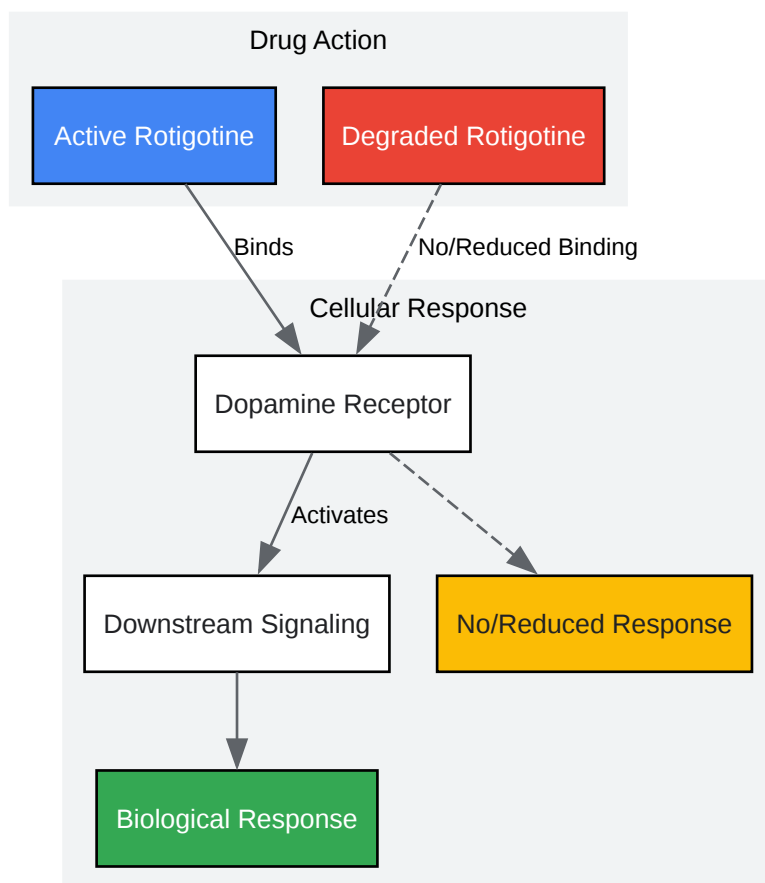 Drug Action
Active Rotigotine
Degraded Rotigotine
Binds
No/Reduced Binding
Cellular Response
Dopamine Receptor
Activates
Downstream Signaling
No/Reduced Response
Biological Response